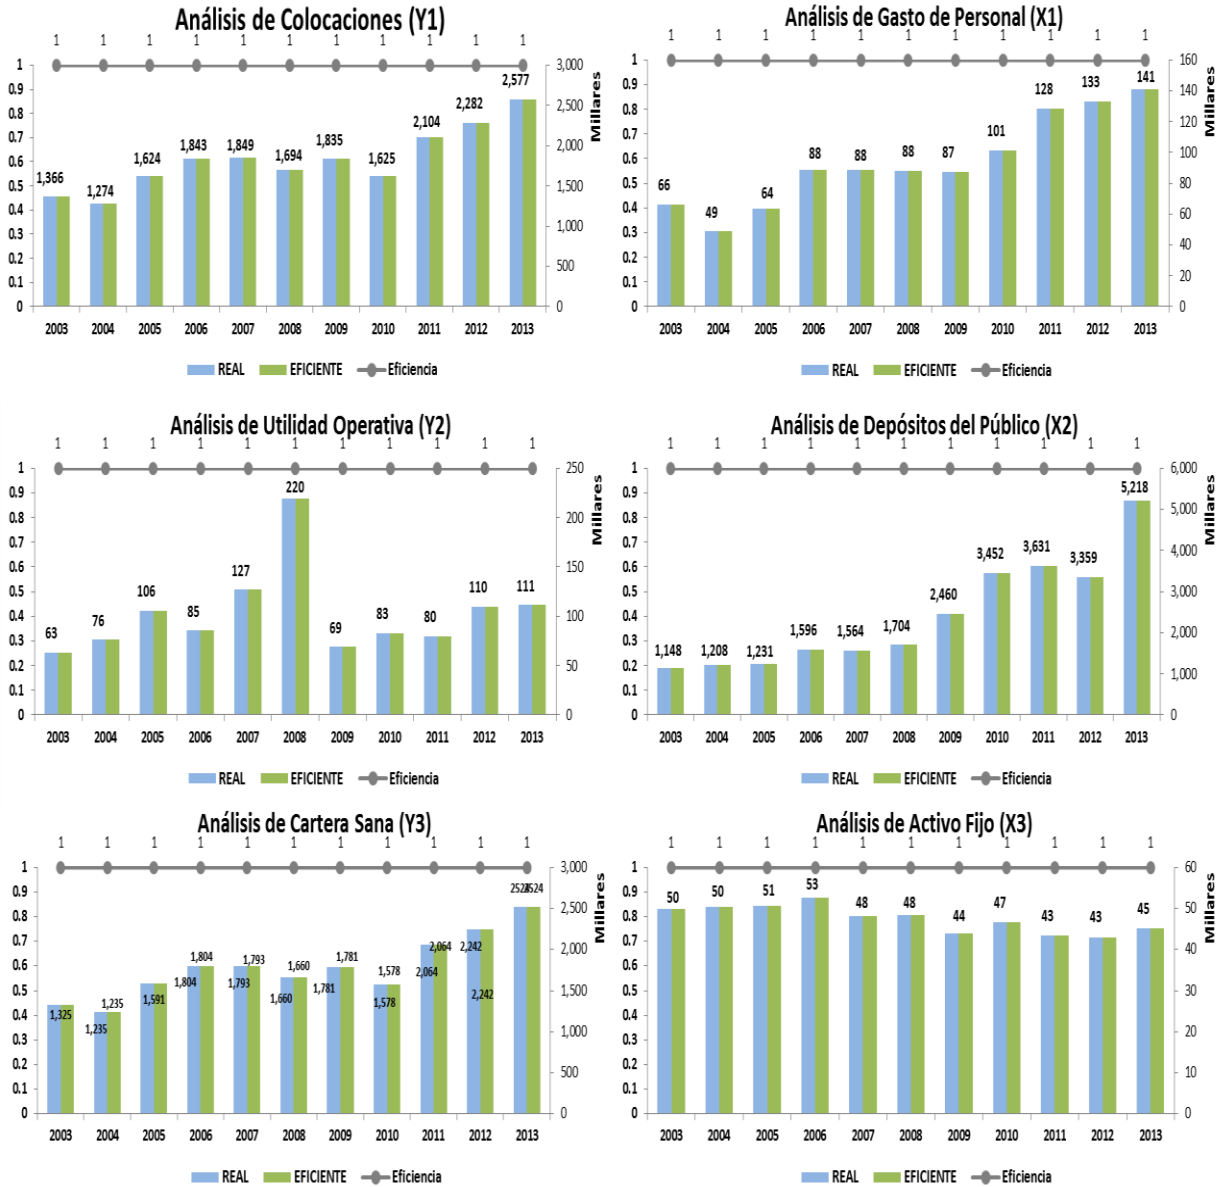 Análisis de Colocaciones (Y1)
1 1 1 1 1 1 1 1 1 1 1
1 0.9 0.8 0.7 0.6 0.5 0.4 0.3 0.2 0.1 0
1,366 1,274 1,624 1,843 1,849 1,694 1,835 1,625 2,104 2,282 2,577
3,000 2,500 2,000 1,500 1,000 500 0
Millares
2003 2004 2005 2006 2007 2008 2009 2010 2011 2012 2013
REAL EFICIENTE Eficiencia
Análisis de Gasto de Personal (X1)
1 1 1 1 1 1 1 1 1 1 1
1 0.9 0.8 0.7 0.6 0.5 0.4 0.3 0.2 0.1 0
66 49 64 88 88 88 87 101 128 133 141
160 140 120 100 80 60 40 20 0
Millares
2003 2004 2005 2006 2007 2008 2009 2010 2011 2012 2013
REAL EFICIENTE Eficiencia
Análisis de Utilidad Operativa (Y2)
1 1 1 1 1 1 1 1 1 1 1
1 0.9 0.8 0.7 0.6 0.5 0.4 0.3 0.2 0.1 0
63 76 106 85 127 220 69 83 80 110 111
250 200 150 100 50 0
Millares
2003 2004 2005 2006 2007 2008 2009 2010 2011 2012 2013
REAL EFICIENTE Eficiencia
Análisis de Depósitos del Público (X2)
1 1 1 1 1 1 1 1 1 1 1
1 0.9 0.8 0.7 0.6 0.5 0.4 0.3 0.2 0.1 0
1,148 1,208 1,231 1,596 1,564 1,704 2,460 3,452 3,631 3,359 5,218
6,000 5,000 4,000 3,000 2,000 1,000 0
Millares
2003 2004 2005 2006 2007 2008 2009 2010 2011 2012 2013
REAL EFICIENTE Eficiencia
Análisis de Cartera Sana (Y3)
1 1 1 1 1 1 1 1 1 1 1
1 0.9 0.8 0.7 0.6 0.5 0.4 0.3 0.2 0.1 0
1,325 1,235 1,591 1,804 1,793 1,660 1,781 1,578 2,064 2,242 2524
1,235 1,804 1,793 1,660 1,781 1,578 2,064 2,242
3,000 2,500 2,000 1,500 1,000 500 0
Millares
2003 2004 2005 2006 2007 2008 2009 2010 2011 2012 2013
REAL EFICIENTE Eficiencia
Análisis de Activo Fijo (X3)
1 1 1 1 1 1 1 1 1 1 1
1 0.9 0.8 0.7 0.6 0.5 0.4 0.3 0.2 0.1 0
50 50 51 53 48 48 44 47 43 43 45
60 50 40 30 20 10 0
Millares
2003 2004 2005 2006 2007 2008 2009 2010 2011 2012 2013
REAL EFICIENTE Eficiencia